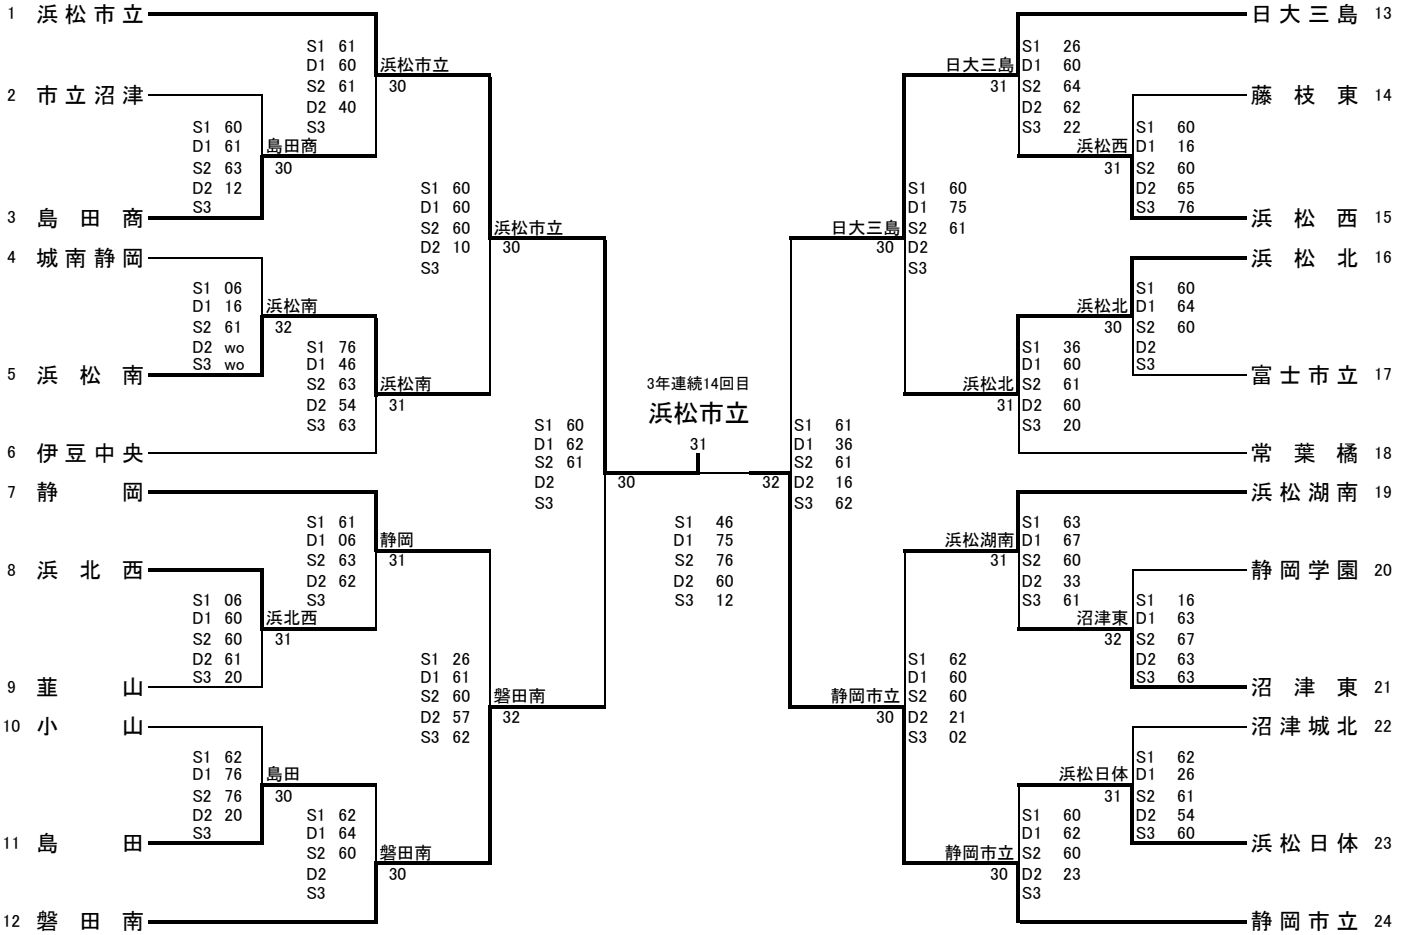 1 浜松市立
S1 61
D1 60
S2 61
D2 40
S3
浜松市立
30
2 市立沼津
S1 60
D1 61
S2 63
D2 12
S3
島田商
30
3 島田商
S1 60
D1 60
S2 60
D2 10
S3
浜松市立
30
4 城南静岡
S1 06
D1 16
S2 61
D2 wo
S3 wo
浜松南
32
5 浜松南
S1 76
D1 46
S2 63
D2 54
S3 63
浜松南
31
6 伊豆中央
S1 60
D1 62
S2 61
D2
S3
30
7 静岡
S1 61
D1 06
S2 63
D2 62
S3
静岡
31
8 浜北西
S1 06
D1 60
S2 60
D2 61
S3 20
浜北西
31
9 韮山
S1 26
D1 61
S2 60
D2 57
S3 62
磐田南
32
10 小山
S1 62
D1 76
S2 76
D2 20
S3
島田
30
11 島田
S1 62
D1 64
S2 60
D2
S3
磐田南
30
12 磐田南
3年連続14回目
浜松市立
31
S1 46
D1 75
S2 76
D2 60
S3 12
日大三島 13
日大三島
31
S1 26
D1 60
S2 64
D2 62
S3 22
藤枝東 14
浜松西
31
S1 60
D1 16
S2 60
D2 65
S3 76
浜松西 15
日大三島
30
S1 60
D1 75
S2 61
D2
S3
浜松北 16
浜松北
30
S1 60
D1 64
S2 60
D2
S3
富士市立 17
浜松北
31
S1 36
D1 60
S2 61
D2 60
S3 20
常葉橘 18
32
S1 61
D1 36
S2 61
D2 16
S3 62
浜松湖南 19
浜松湖南
31
S1 63
D1 67
S2 60
D2 33
S3 61
静岡学園 20
沼津東
32
S1 16
D1 63
S2 67
D2 63
S3 63
沼津東 21
静岡市立
30
S1 62
D1 60
S2 60
D2 21
S3 02
沼津城北 22
浜松日体
31
S1 62
D1 26
S2 61
D2 54
S3 60
浜松日体 23
静岡市立
30
S1 60
D1 62
S2 60
D2 23
S3
静岡市立 24